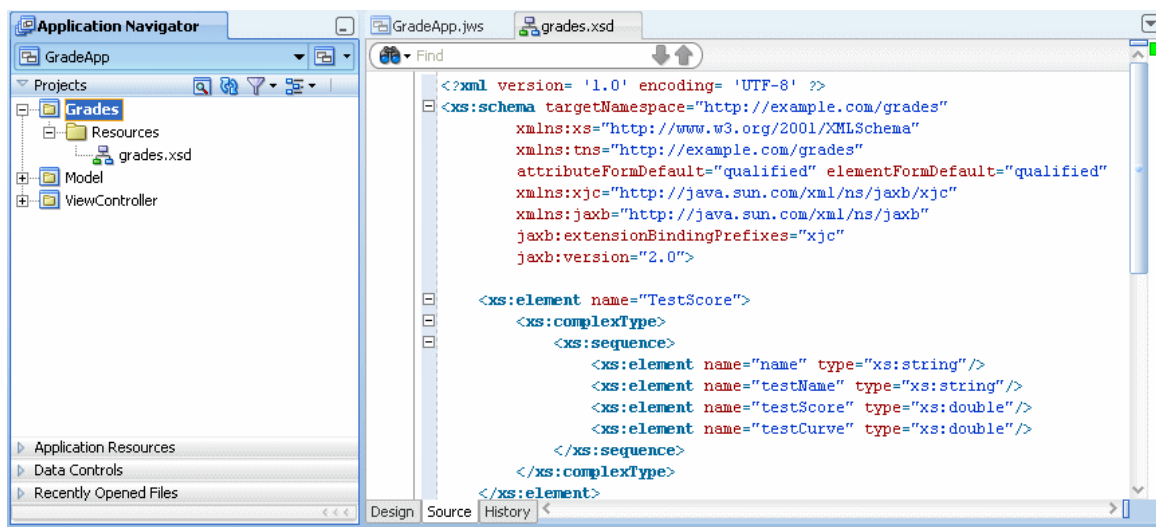 Application Navigator
GradeApp
Projects
Grades
Resources
grades.xsd
Model
ViewController
Application Resources
Data Controls
Recently Opened Files
GradeApp.jws
grades.xsd
Find
<?xml version= '1.0' encoding= 'UTF-8' ?>
<xs:schema targetNamespace="http://example.com/grades"
xmlns:xs="http://www.w3.org/2001/XMLSchema"
xmlns:tns="http://example.com/grades"
attributeFormDefault="qualified" elementFormDefault="qualified"
xmlns:xjc="http://java.sun.com/xml/ns/jaxb/xjc"
xmlns:jaxb="http://java.sun.com/xml/ns/jaxb"
jaxb:extensionBindingPrefixes="xjc"
jaxb:version="2.0">
<xs:element name="TestScore">
<xs:complexType>
<xs:sequence>
<xs:element name="name" type="xs:string"/>
<xs:element name="testName" type="xs:string"/>
<xs:element name="testScore" type="xs:double"/>
<xs:element name="testCurve" type="xs:double"/>
</xs:sequence>
</xs:complexType>
</xs:element>
Design Source History